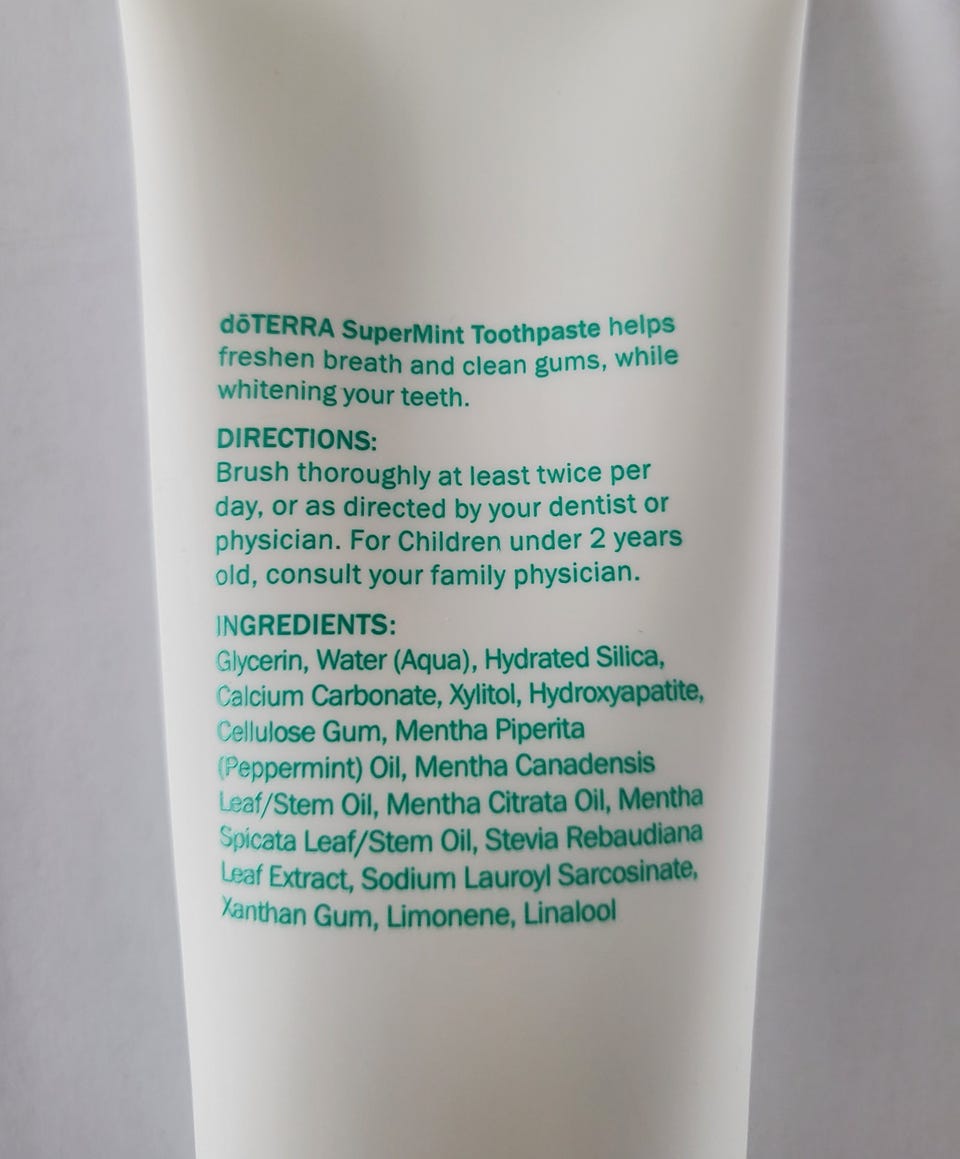 dōTERRA SuperMint Toothpaste helps
freshen breath and clean gums, while
whitening your teeth.
DIRECTIONS:
Brush thoroughly at least twice per
day, or as directed by your dentist or
physician. For Children under 2 years
old, consult your family physician.
INGREDIENTS:
Glycerin, Water (Aqua), Hydrated Silica,
Calcium Carbonate, Xylitol, Hydroxyapatite,
Cellulose Gum, Mentha Piperita
(Peppermint) Oil, Mentha Canadensis
Leaf/Stem Oil, Mentha Citrata Oil, Mentha
Spicata Leaf/Stem Oil, Stevia Rebaudiana
Leaf Extract, Sodium Lauroyl Sarcosinate,
Xanthan Gum, Limonene, Linalool